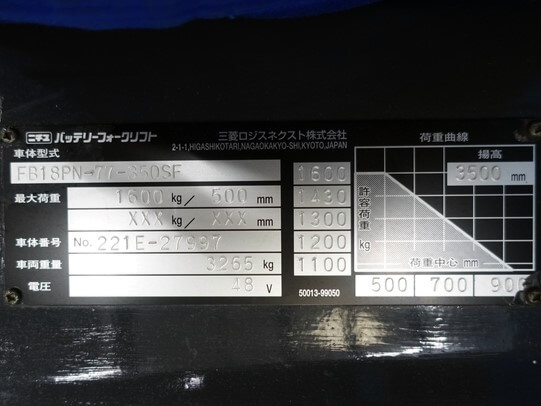 ニチユ バッテリーフォークリフト
三菱ロジスネクスト株式会社
2-1-1,HIGASHIKOTARI,NAGAOKAKYO-SHI,KYOTO,JAPAN
車体型式
FB18PN-77-350SF
最大荷重 1600 kg/ 500 mm
XXX kg/ XXX mm
車体番号 No. 221E-27997
車両重量 3265 kg
電圧 48 V
1600
1430
1300
1200
1100
50013-99050
荷重曲線
揚高
3500 mm
許容荷重 kg
荷重中心 mm
500 700 900